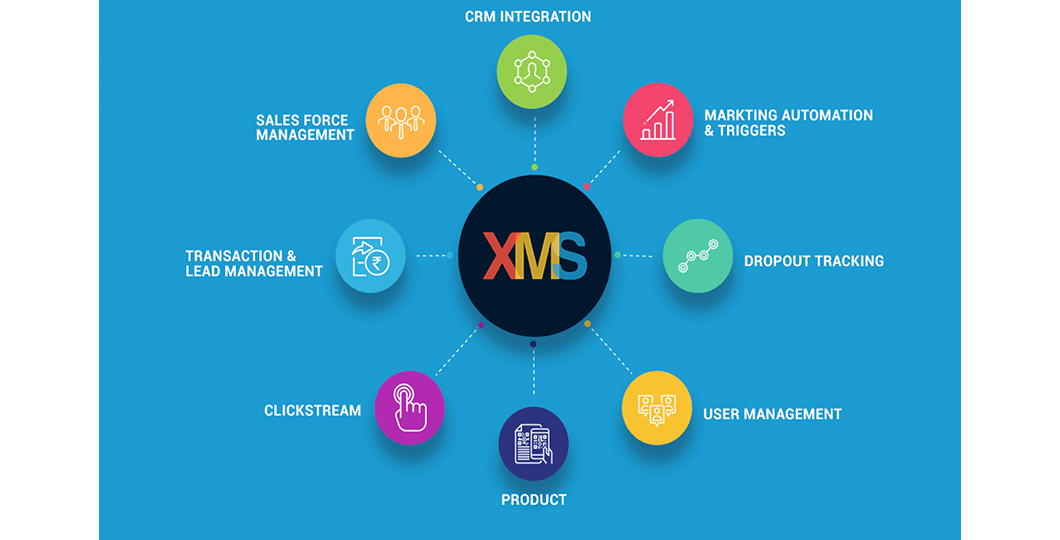 CRM INTEGRATION
SALES FORCE
MANAGEMENT
MARKTING AUTOMATION
& TRIGGERS
XMS
TRANSACTION &
LEAD MANAGEMENT
₹
DROPOUT TRACKING
CLICKSTREAM
USER MANAGEMENT
PRODUCT